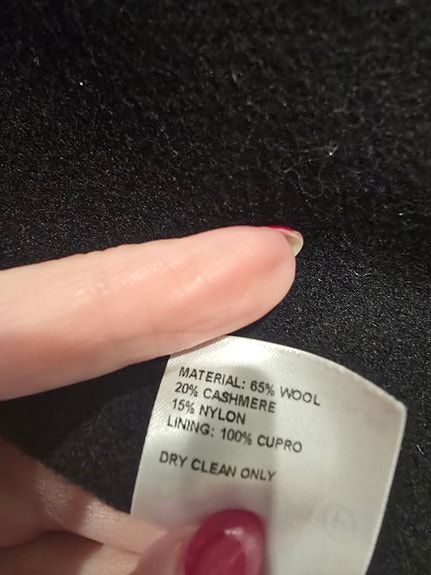 MATERIAL: 65% WOOL
20% CASHMERE
15% NYLON
LINING: 100% CUPRO
DRY CLEAN ONLY